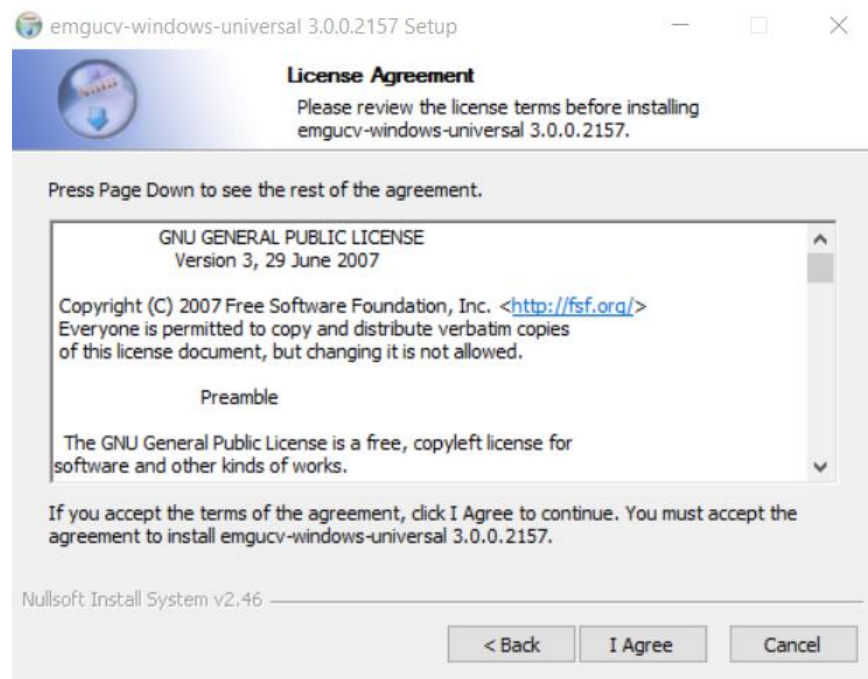 emgucv-windows-universal 3.0.0.2157 Setup
License Agreement
Please review the license terms before installing
emgucv-windows-universal 3.0.0.2157.
Press Page Down to see the rest of the agreement.
GNU GENERAL PUBLIC LICENSE
Version 3, 29 June 2007
Copyright (C) 2007 Free Software Foundation, Inc. <http://fsf.org/>
Everyone is permitted to copy and distribute verbatim copies
of this license document, but changing it is not allowed.
Preamble
The GNU General Public License is a free, copyleft license for
software and other kinds of works.
If you accept the terms of the agreement, click I Agree to continue. You must accept the
agreement to install emgucv-windows-universal 3.0.0.2157.
Nullsoft Install System v2.46
< Back I Agree Cancel